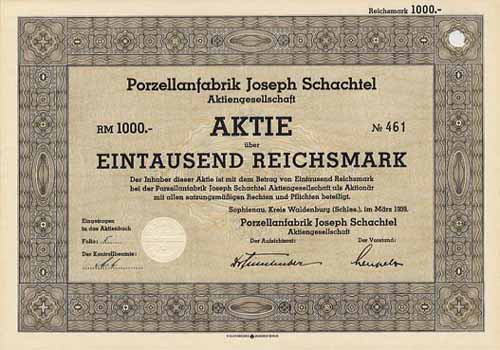 Reichsmark 1000.-
Porzellanfabrik Joseph Schachtel
Aktiengesellschaft
RM 1000.- AKTIE № 461
über
EINTAUSEND REICHSMARK
Der Inhaber dieser Aktie ist mit dem Betrag von Eintausend Reichsmark
bei der Porzellanfabrik Joseph Schachtel Aktiengesellschaft als Aktionär
mit allen satzungsmäßigen Rechten und Pflichten beteiligt.
Sophienau, Kreis Waldenburg (Schles.), im März 1939.
Eingetragen
in das Aktienbuch
Folio:
Der Kontrollbeamte:
Porzellanfabrik Joseph Schachtel
Aktiengesellschaft
Der Aufsichtsrat: Der Vorstand: